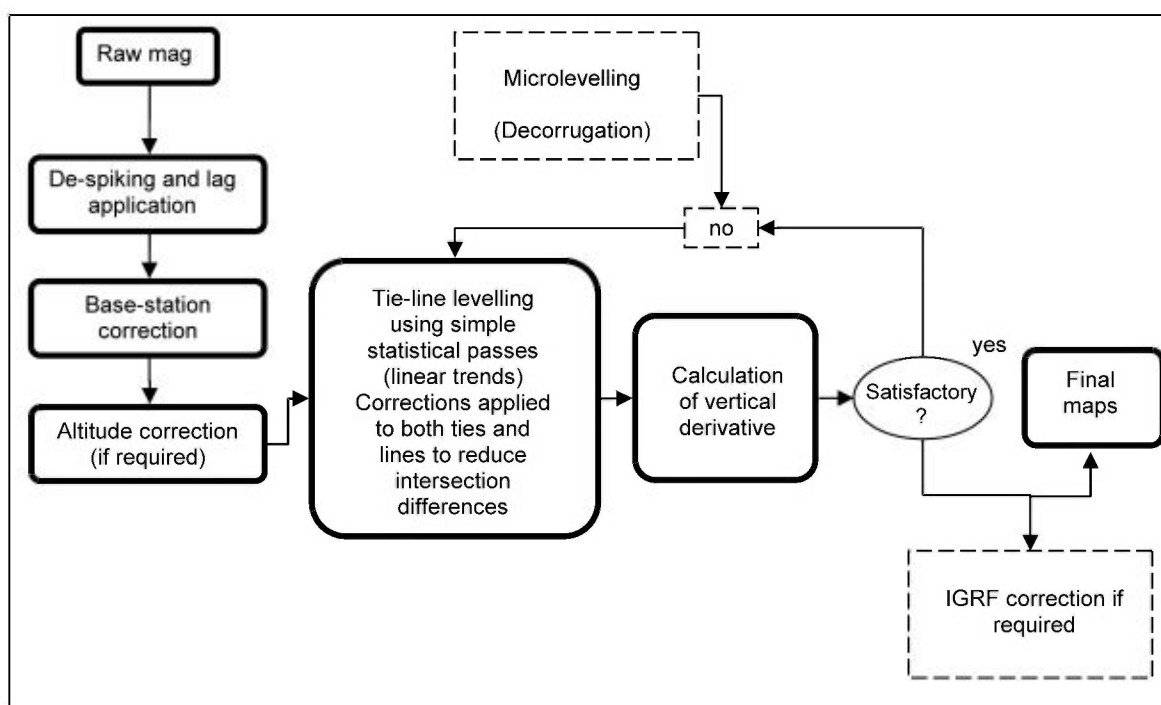 Raw mag
De-spiking and lag
application
Base-station
correction
Altitude correction
(if required)
Microlevelling
(Decorrugation)
no
Tie-line levelling
using simple
statistical passes
(linear trends)
Corrections applied
to both ties and
lines to reduce
intersection
differences
Calculation
of vertical
derivative
Satisfactory
?
yes
Final
maps
IGRF correction if
required